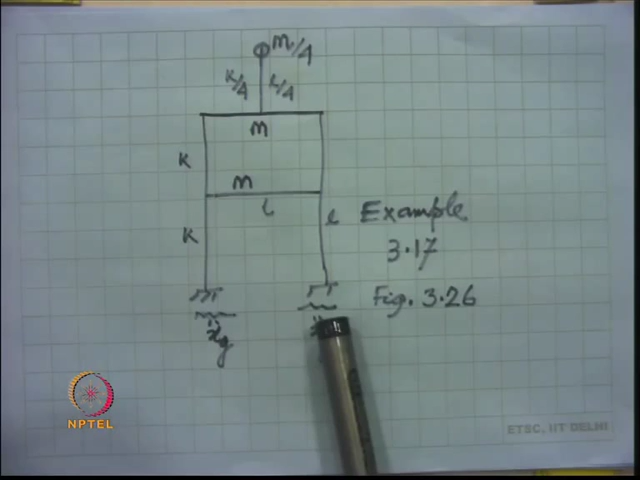 m/4
k/4 L/4
m
k
m
L
L
k
Example
3.17
Fig. 3.26
ẍg
NPTEL
ETSC, IIT DELHI